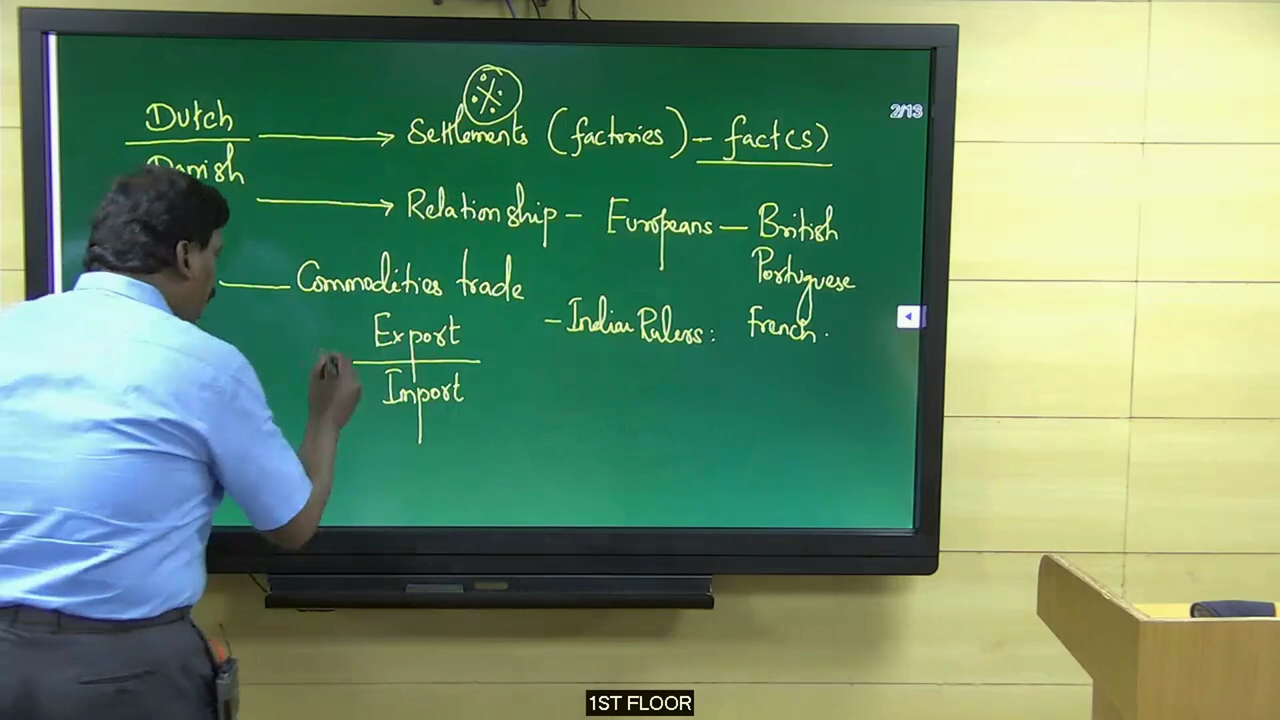 Dutch → Settlements (factories) - fact(s)
2/13
Danish
→ Relationship - Europeans - British
Portuguese
French.
Commodities trade
- Indian Rulers:
Export
Import
1ST FLOOR